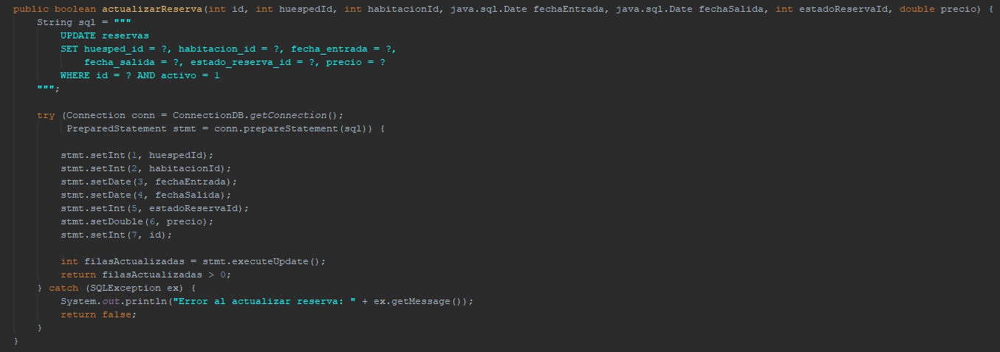 public boolean actualizarReserva(int id, int huespedId, int habitacionId, java.sql.Date fechaEntrada, java.sql.Date fechaSalida, int estadoReservaId, double precio) {
    String sql = """
        UPDATE reservas
        SET huesped_id = ?, habitacion_id = ?, fecha_entrada = ?,
            fecha_salida = ?, estado_reserva_id = ?, precio = ?
        WHERE id = ? AND activo = 1
    """;

    try (Connection conn = ConnectionDB.getConnection();
         PreparedStatement stmt = conn.prepareStatement(sql)) {

        stmt.setInt(1, huespedId);
        stmt.setInt(2, habitacionId);
        stmt.setDate(3, fechaEntrada);
        stmt.setDate(4, fechaSalida);
        stmt.setInt(5, estadoReservaId);
        stmt.setDouble(6, precio);
        stmt.setInt(7, id);

        int filasActualizadas = stmt.executeUpdate();
        return filasActualizadas > 0;
    } catch (SQLException ex) {
        System.out.println("Error al actualizar reserva: " + ex.getMessage());
        return false;
    }
}